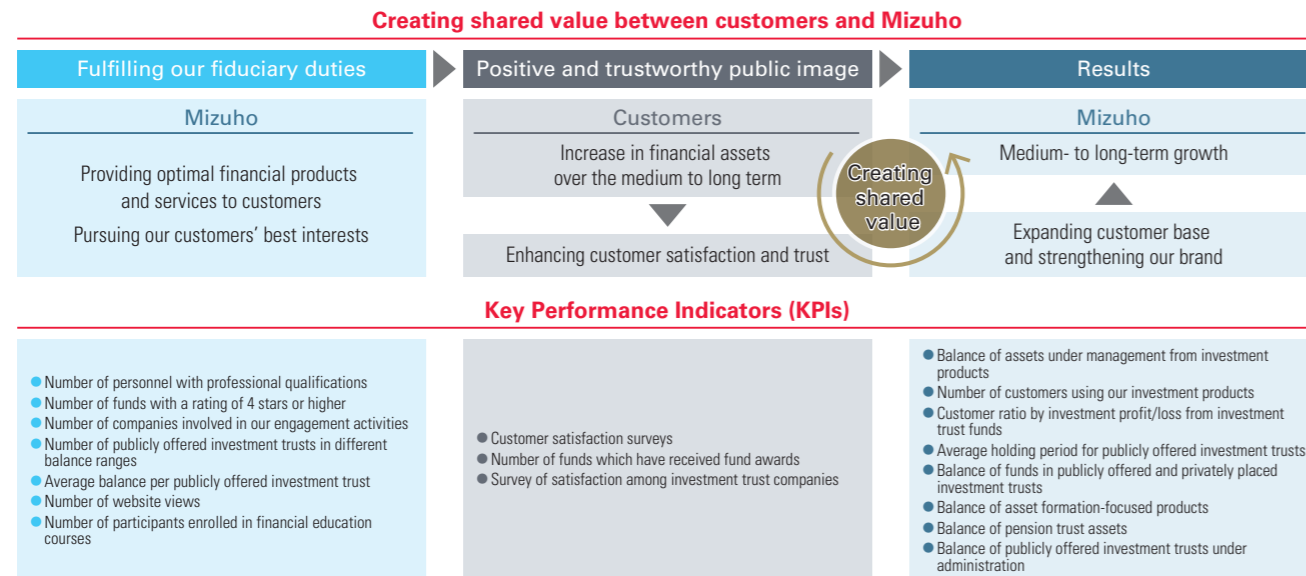 Creating shared value between customers and Mizuho
Fulfilling our fiduciary duties
Positive and trustworthy public image
Results
Mizuho
Providing optimal financial products
and services to customers
Pursuing our customers' best interests
Customers
Increase in financial assets
over the medium to long term
Enhancing customer satisfaction and trust
Creating
shared
value
Mizuho
Medium- to long-term growth
Expanding customer base
and strengthening our brand
Key Performance Indicators (KPIs)
● Number of personnel with professional qualifications
● Number of funds with a rating of 4 stars or higher
● Number of companies involved in our engagement activities
● Number of publicly offered investment trusts in different
balance ranges
● Average balance per publicly offered investment trust
● Number of website views
● Number of participants enrolled in financial education
courses
● Customer satisfaction surveys
● Number of funds which have received fund awards
● Survey of satisfaction among investment trust companies
● Balance of assets under management from investment
products
● Number of customers using our investment products
● Customer ratio by investment profit/loss from investment
trust funds
● Average holding period for publicly offered investment trusts
● Balance of funds in publicly offered and privately placed
investment trusts
● Balance of asset formation-focused products
● Balance of pension trust assets
● Balance of publicly offered investment trusts under
administration